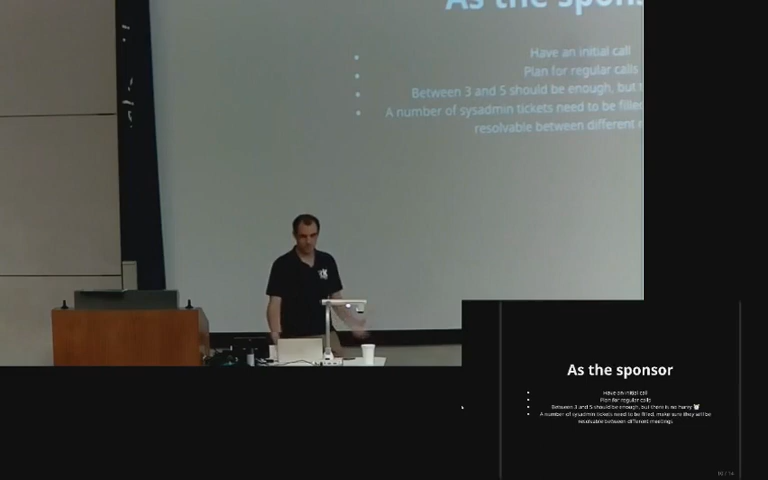 As the spons
Have an initial call
Plan for regular calls
Between 3 and 5 should be enough, but t
A number of sysadmin tickets need to be fille
resolvable between different
As the sponsor
Have an initial call
Plan for regular calls
Between 3 and 5 should be enough, but there is no hurry
A number of sysadmin tickets need to be filled, make sure they will be
resolvable between different meetings